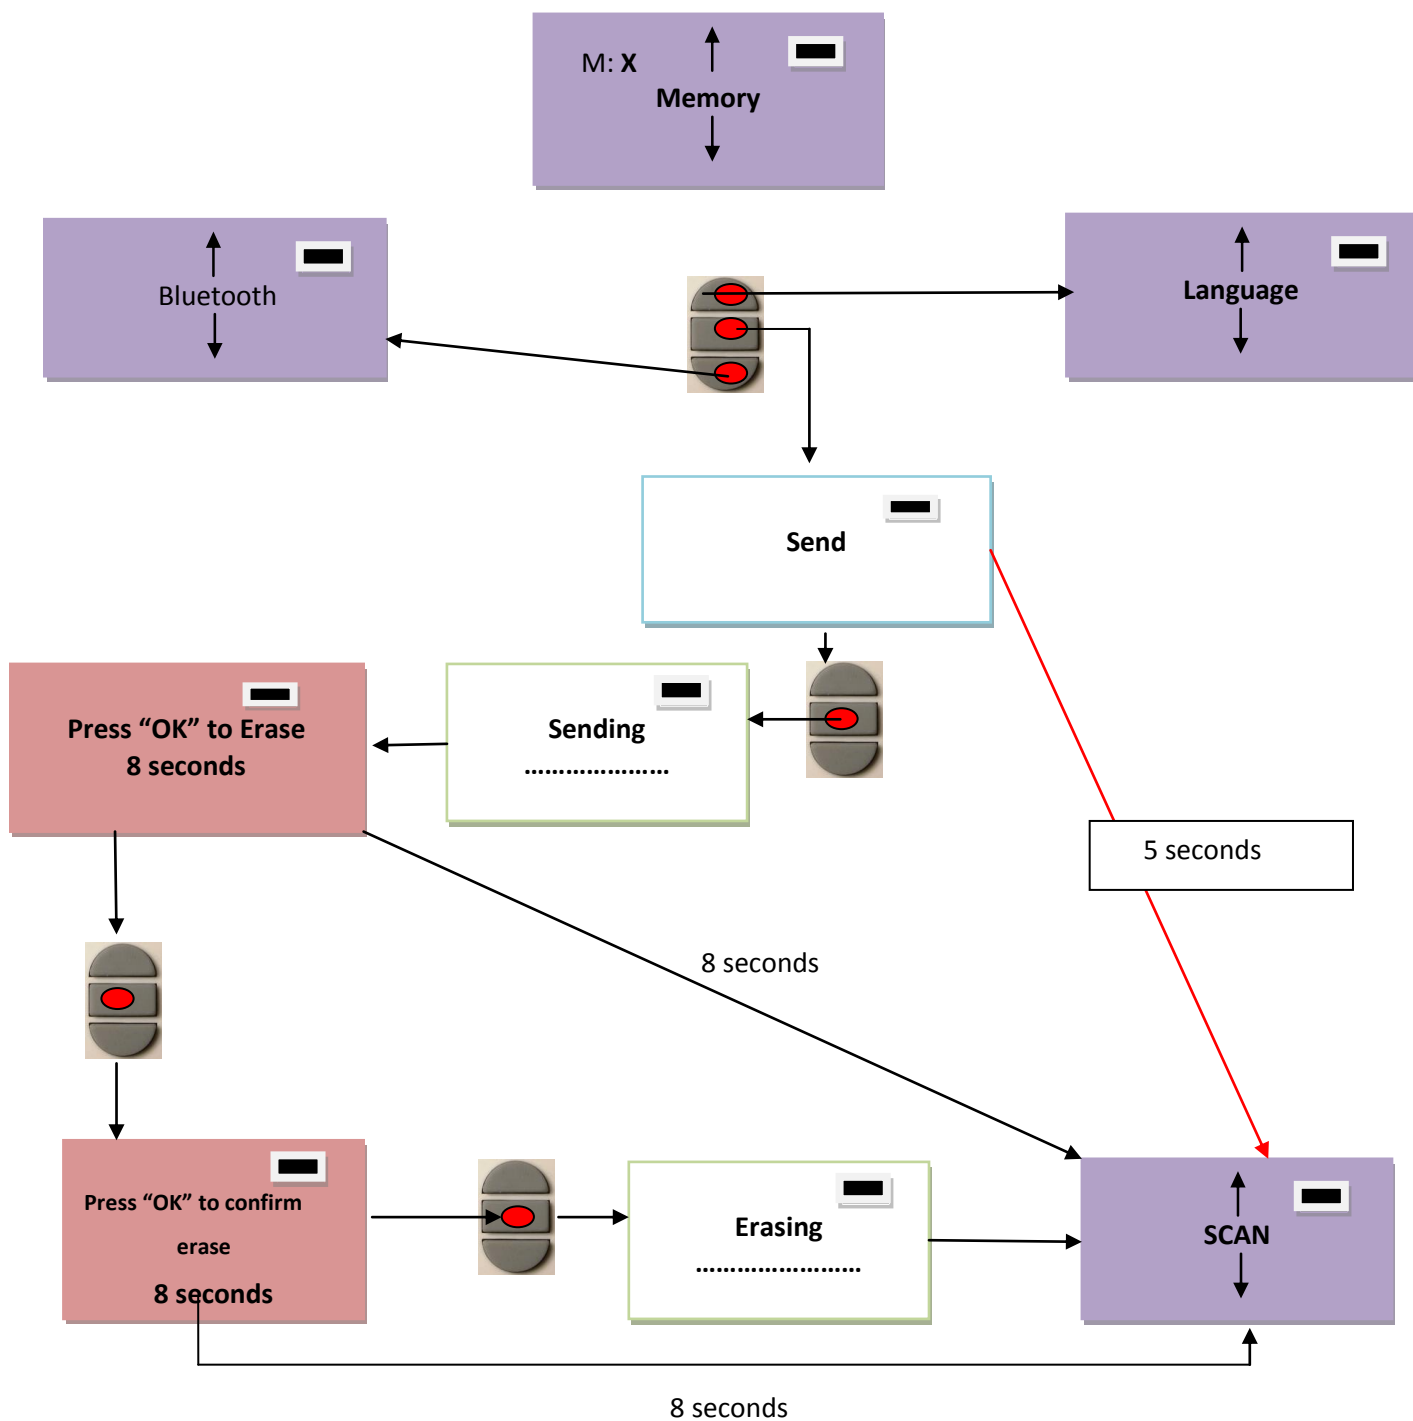 M: X
Memory
Bluetooth
Language
Send
Press “OK” to Erase
8 seconds
Sending
.....................
5 seconds
8 seconds
Press “OK” to confirm
erase
8 seconds
Erasing
........................
SCAN
8 seconds